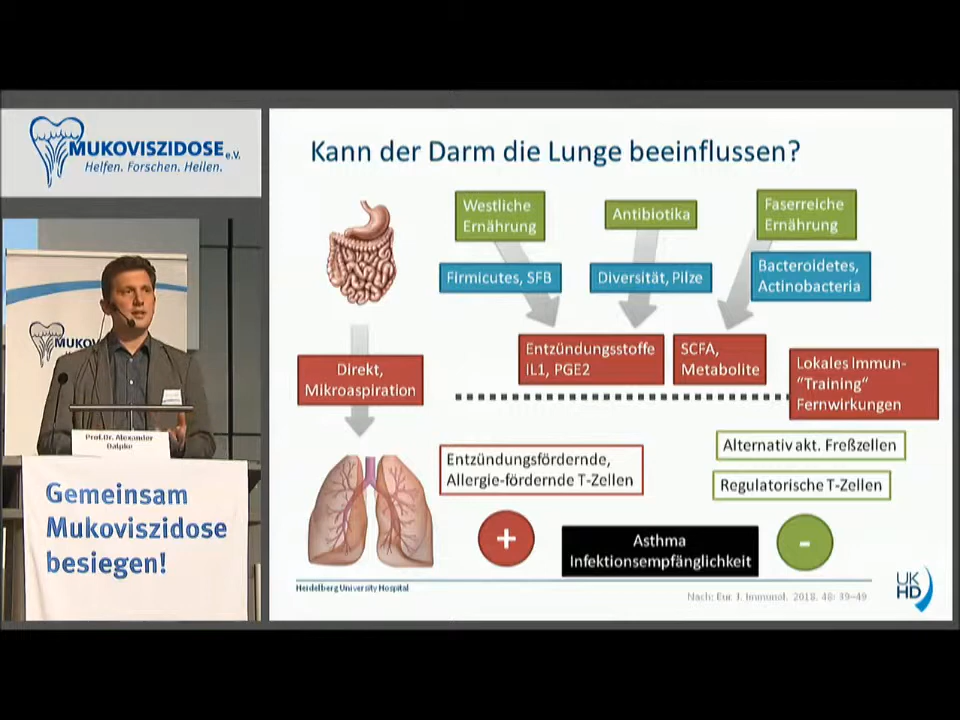 MUKOVISZIDOSE e.V.
Helfen. Forschen. Heilen.
MUKOV
Prof. Dr. Alexander
Dalpke
Gemeinsam
Mukoviszidose
besiegen!
Kann der Darm die Lunge beeinflussen?
Westliche
Ernährung
Antibiotika
Faserreiche
Ernährung
Firmicutes, SFB
Diversität, Pilze
Bacteroidetes,
Actinobacteria
Direkt,
Mikroaspiration
Entzündungsstoffe
IL1, PGE2
SCFA,
Metabolite
Lokales Immun-
“Training“
Fernwirkungen
Entzündungsfördernde,
Allergie-fördernde T-Zellen
Alternativ akt. Freßzellen
Regulatorische T-Zellen
+
Asthma
Infektionsempfänglichkeit
-
Heidelberg University Hospital
Nach: Eur. J. Immunol. 2018. 48: 39–49
UK
HD